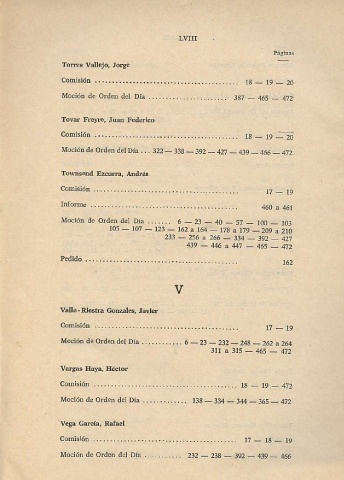 LVIII
Páginas
Torres Vallejo, Jorge
Comisión ........................................ 18 — 19 — 20
Moción de Orden del Día ...................... 387 — 465 — 472
Tovar Freyre, Juan Federico
Comisión ........................................ 18 — 19 — 20
Moción de Orden del Día ... 322 — 338 — 392 — 427 — 439 — 466 — 472
Townsend Ezcurra, Andrés
Comisión ........................................ 17 — 19
Informe ........................................ 460 a 461
Moción de Orden del Día ....... 6 — 23 — 40 — 57 — 100 — 103
105 — 107 — 123 — 162 a 164 — 178 a 179 — 209 a 210
233 — 256 a 266 — 334 — 392 — 427
439 — 446 a 447 — 465 — 472
Pedido ........................................ 162
V
Valle-Riestra Gonzales, Javier
Comisión ........................................ 17 — 19
Moción de Orden del Día .......... 6 — 23 — 232 — 248 — 262 a 264
311 a 315 — 465 — 472
Vargas Haya, Héctor
Comisión ........................................ 18 — 19 — 472
Moción de Orden del Día ............ 138 — 334 — 344 — 365 — 472
Vega García, Rafael
Comisión ........................................ 17 — 18 — 19
Moción de Orden del Día ............ 232 — 238 — 392 — 439 — 466